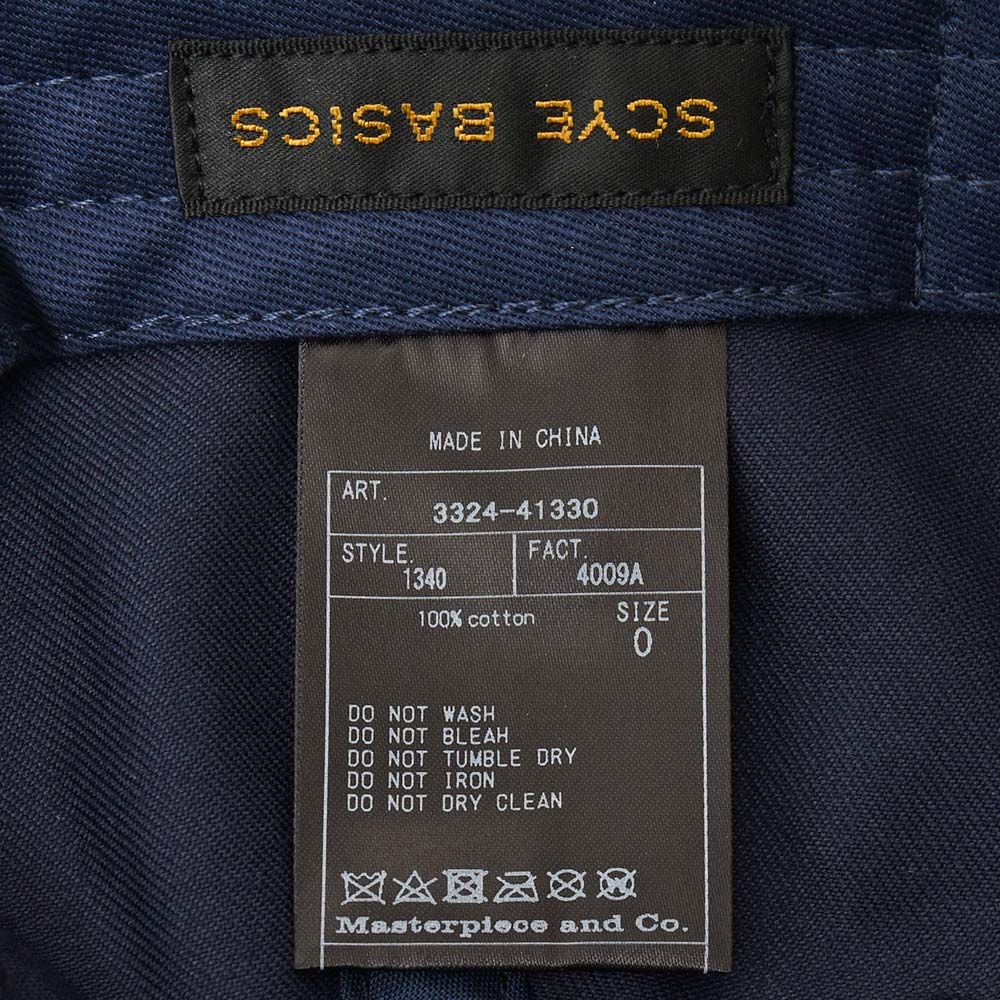 SCYE BASICS
MADE IN CHINA
ART.
3324-41330
STYLE.
1340
FACT.
4009A
100% cotton
SIZE
0
DO NOT WASH
DO NOT BLEAH
DO NOT TUMBLE DRY
DO NOT IRON
DO NOT DRY CLEAN
W
Masterpiece and Co.